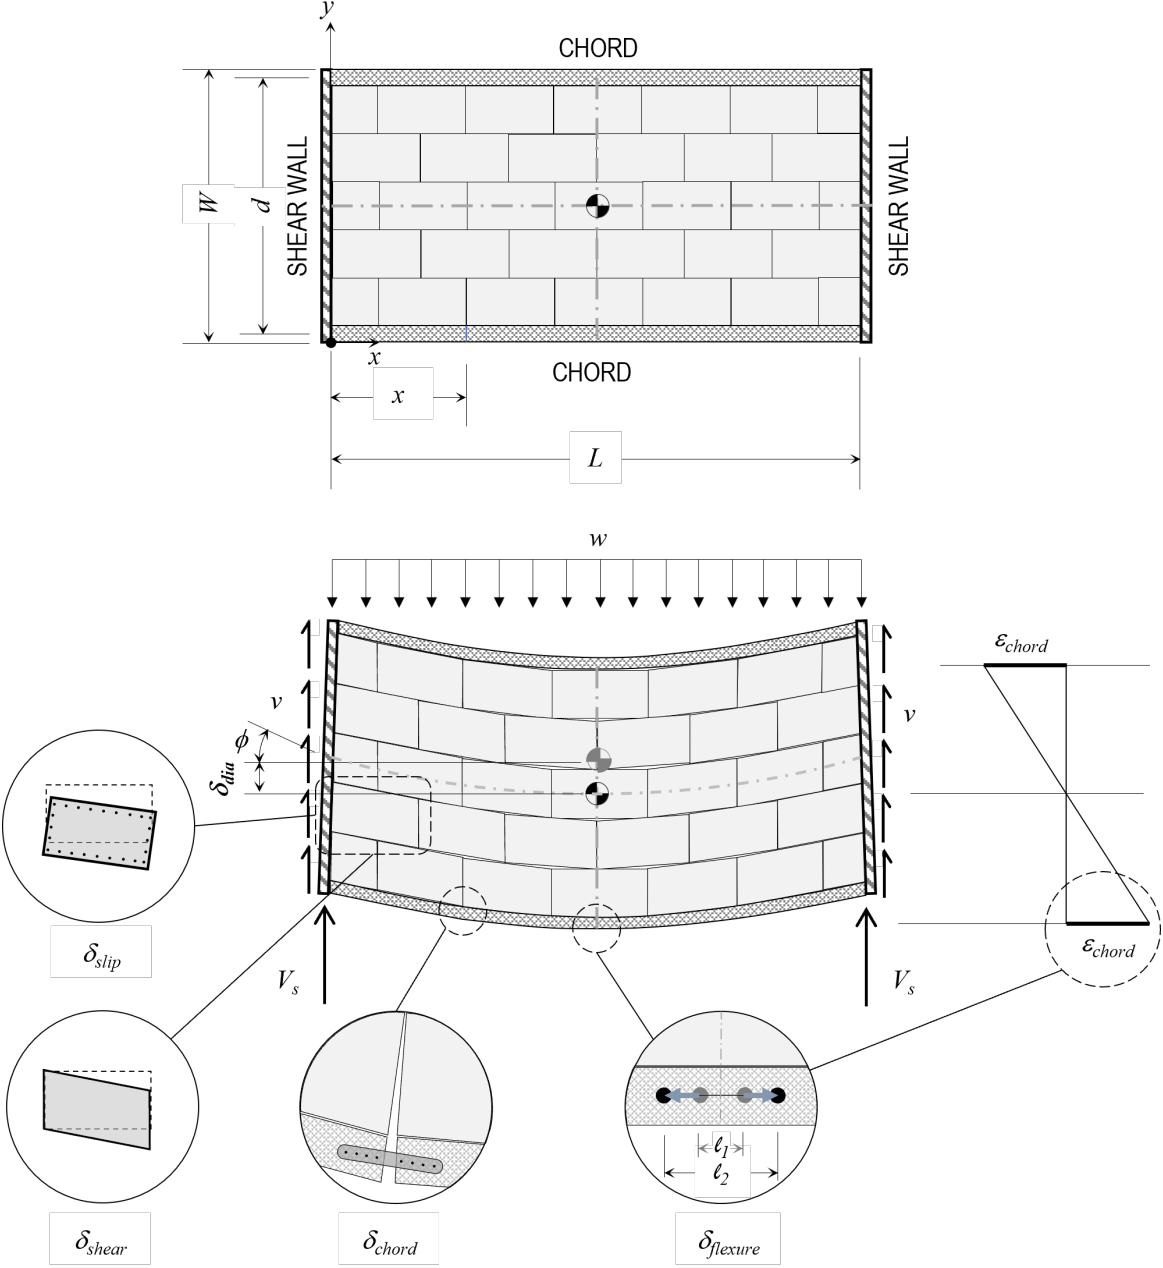 y
CHORD
SHEAR WALL
W
d
SHEAR WALL
x
CHORD
x
L
w
ε_chord
v
v
ϕ
δ_dia
ε_chord
δ_slip
V_s
V_s
ℓ_1
ℓ_2
δ_shear
δ_chord
δ_flexure